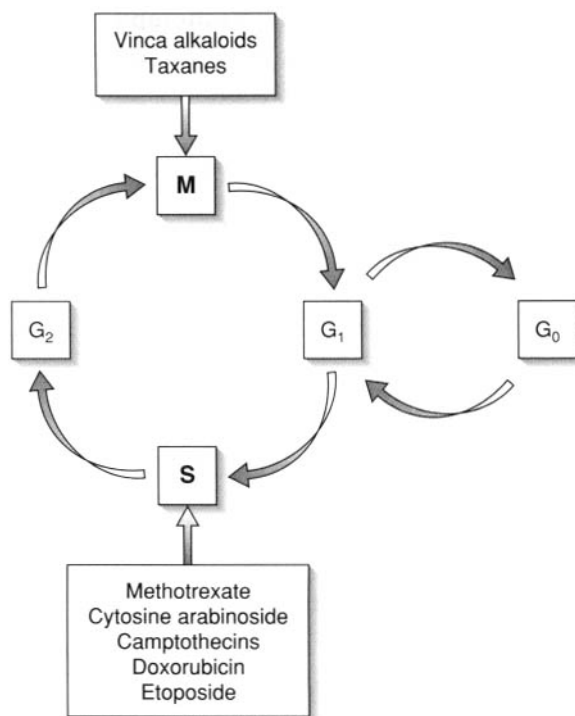 Vinca alkaloids
Taxanes
M
G₂
G₁
G₀
S
Methotrexate
Cytosine arabinoside
Camptothecins
Doxorubicin
Etoposide